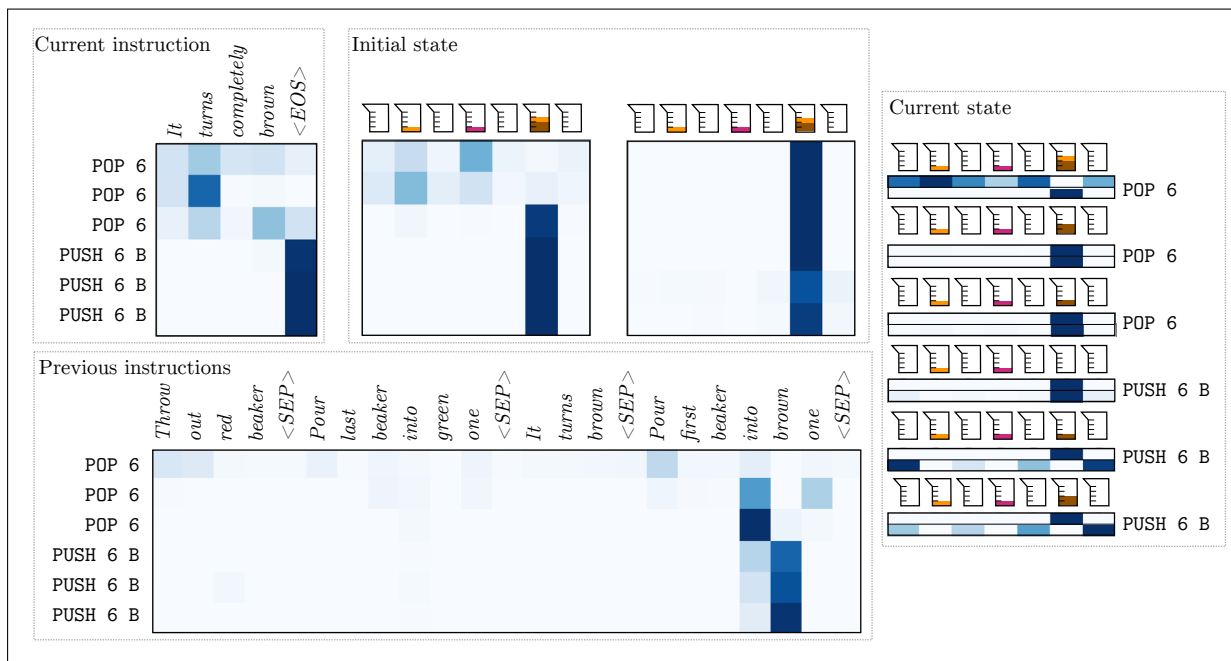 Current instruction
It turns completely brown <EOS>
POP 6
POP 6
POP 6
PUSH 6 B
PUSH 6 B
PUSH 6 B
Initial state
Previous instructions
Throw out red beaker <SEP> Pour last beaker into green one <SEP> It turns brown <SEP> Pour first beaker into brown one <SEP>
POP 6
POP 6
POP 6
PUSH 6 B
PUSH 6 B
PUSH 6 B
Current state
POP 6
POP 6
POP 6
PUSH 6 B
PUSH 6 B
PUSH 6 B